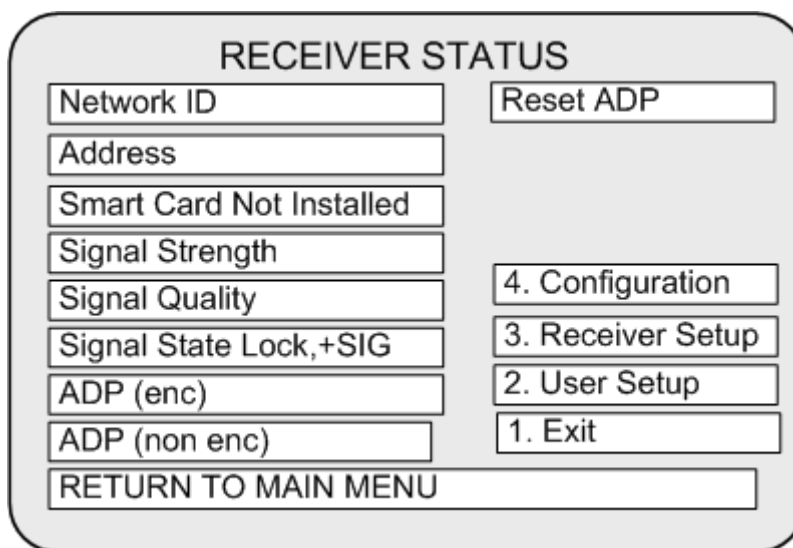 RECEIVER STATUS
Network ID
Address
Smart Card Not Installed
Signal Strength
Signal Quality
Signal State Lock,+SIG
ADP (enc)
ADP (non enc)
RETURN TO MAIN MENU
Reset ADP
4. Configuration
3. Receiver Setup
2. User Setup
1. Exit